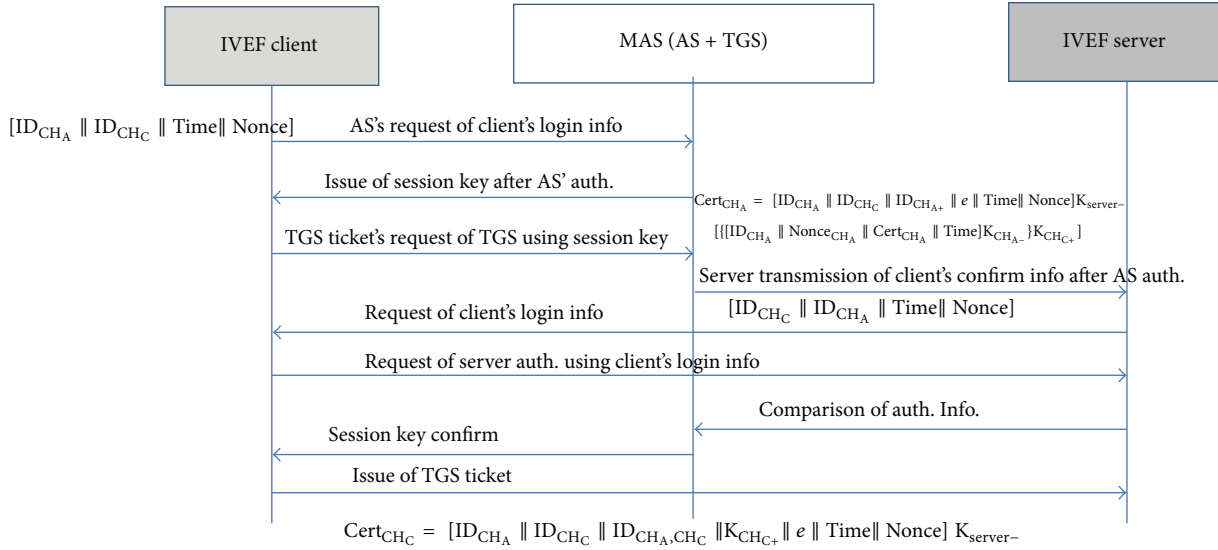 IVEF client
MAS (AS + TGS)
IVEF server
[ID_CH_A ‖ ID_CH_C ‖ Time‖ Nonce]
AS's request of client's login info
Issue of session key after AS' auth.
Cert_CH_A = [ID_CH_A ‖ ID_CH_C ‖ ID_CH_A+ ‖ e ‖ Time‖ Nonce]K_server−
TGS ticket's request of TGS using session key
[{[ID_CH_A ‖ Nonce_CH_A ‖ Cert_CH_A ‖ Time]K_CH_A−}K_CH_C+]
Server transmission of client's confirm info after AS auth.
Request of client's login info
[ID_CH_C ‖ ID_CH_A ‖ Time‖ Nonce]
Request of server auth. using client's login info
Comparison of auth. Info.
Session key confirm
Issue of TGS ticket
Cert_CH_C = [ID_CH_A ‖ ID_CH_C ‖ ID_CH_A,CH_C ‖K_CH_C+ ‖ e ‖ Time‖ Nonce] K_server−